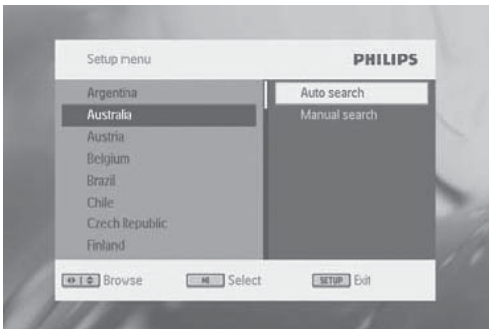 Setup menu
PHILIPS
Argentina
Australia
Austria
Belgium
Brazil
Chile
Czech Republic
Finland
Auto search
Manual search
Browse
Select
SETUP Exit